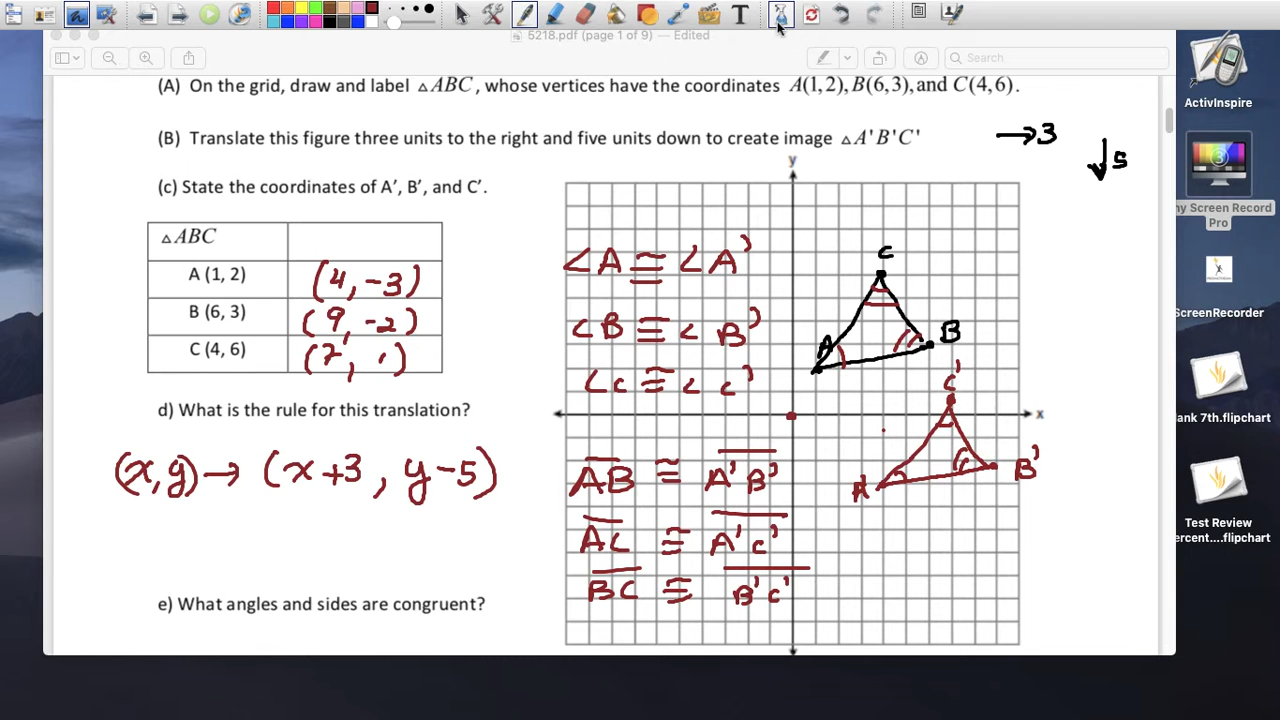 5218.pdf (page 1 of 9) — Edited
Search
(A) On the grid, draw and label △ABC, whose vertices have the coordinates A(1,2), B(6,3), and C(4,6).
(B) Translate this figure three units to the right and five units down to create image △A'B'C'
→3
↓5
(c) State the coordinates of A′, B′, and C′.
△ABC
A (1, 2) (4, -3)
B (6, 3) (9, -2)
C (4, 6) (7, 1)
d) What is the rule for this translation?
(x,y) → (x+3, y-5)
e) What angles and sides are congruent?
y
x
∠A ≅ ∠A'
∠B ≅ ∠B'
∠C ≅ ∠C'
AB ≅ A'B'
AC ≅ A'C'
BC ≅ B'C'
C
A
B
C'
A'
B'
ActivInspire
3
ny Screen Record
Pro
ScreenRecorder
lank 7th.flipchart
Test Review
ercent....flipchart